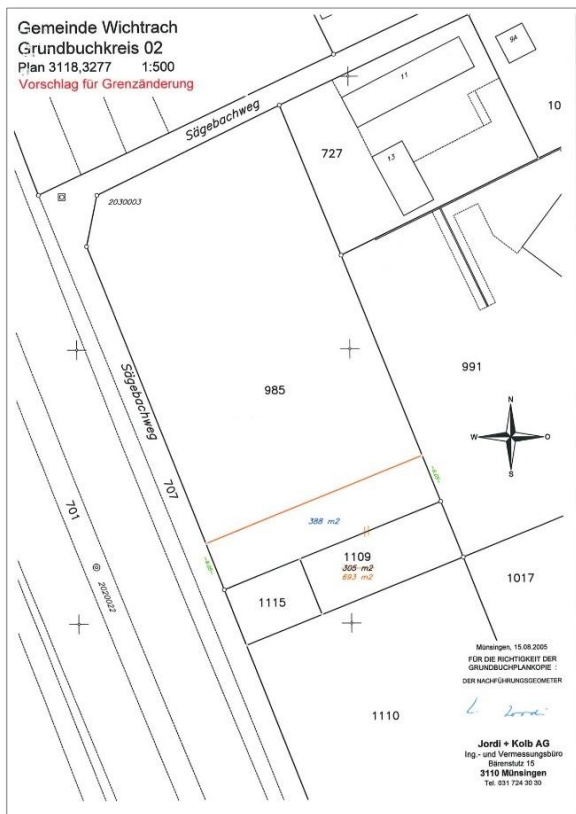 Gemeinde Wichtrach
Grundbuchkreis 02
Plan 3118,3277 1:500
Vorschlag für Grenzänderung
9A
11
Sägebachweg
10
727
13
2030003
Sägebachweg
985
991
N
W
O
S
707
701
388 m2
1109
305 m2
693 m2
1115
1017
2020022
1110
Münsingen, 15.08.2005
FÜR DIE RICHTIGKEIT DER
GRUNDBUCHPLANKOPIE :
DER NACHFÜHRUNGSGEOMETER
Jordi + Kolb AG
Ing.- und Vermessungsbüro
Bärenstutz 15
3110 Münsingen
Tel. 031 724 30 30